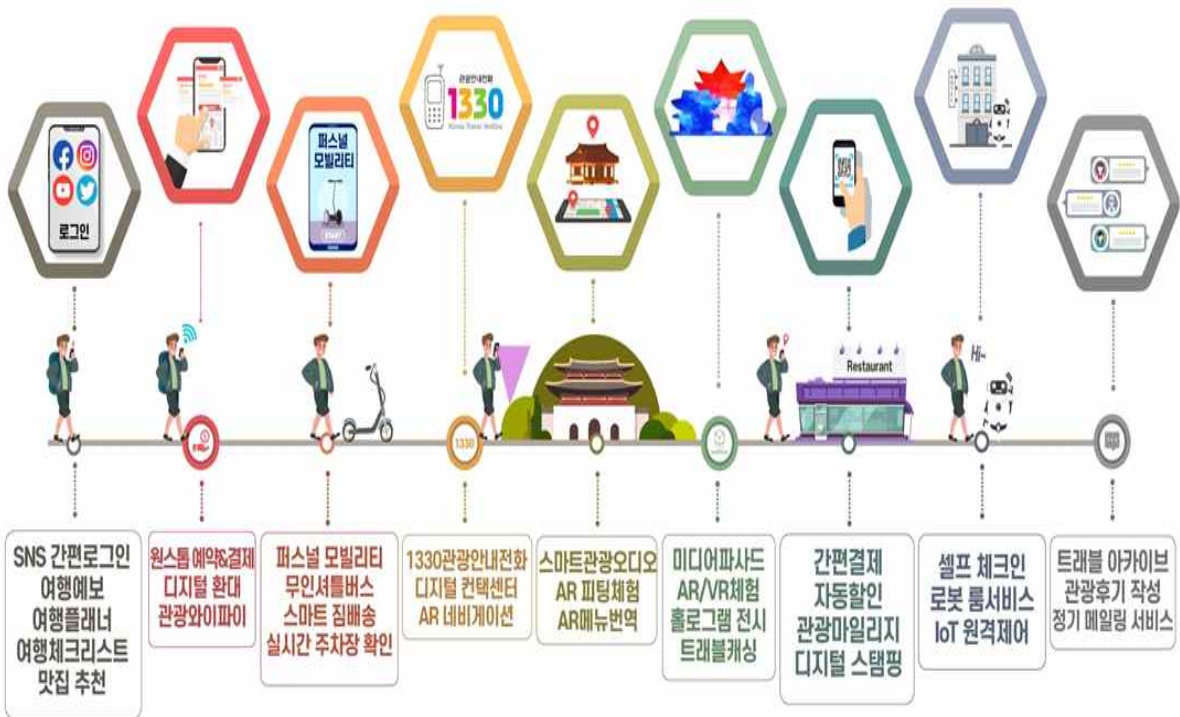 로그인
퍼스널
모빌리티
관광안내전화
1330
Korea Travel Hotline
Hi~
Restaurant
1330
SNS 간편로그인
여행예보
여행플래너
여행체크리스트
맛집 추천
원스톱 예약&결제
디지털 환대
관광와이파이
퍼스널 모빌리티
무인셔틀버스
스마트 짐배송
실시간 주차장 확인
1330관광안내전화
디지털 컨택센터
AR 네비게이션
스마트관광오디오
AR 피팅체험
AR메뉴번역
미디어파사드
AR/VR체험
홀로그램 전시
트래블캐싱
간편결제
자동할인
관광마일리지
디지털 스탬핑
셀프 체크인
로봇 룸서비스
IoT 원격제어
트래블 아카이브
관광후기 작성
정기 메일링 서비스